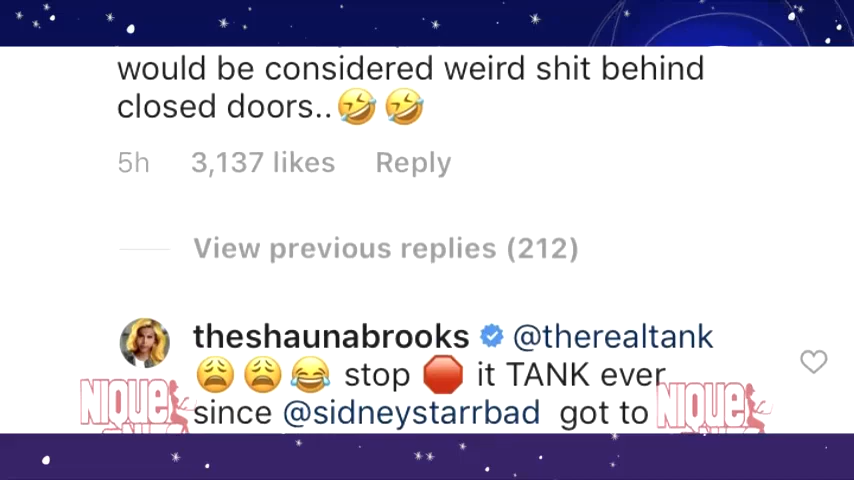 would be considered weird shit behind
closed doors..🤣🤣
5h 3,137 likes Reply
View previous replies (212)
theshaunabrooks @therealtank
😩😩😂 stop 🛑 it TANK ever
since @sidneystarrbad got to
NIQUE NIQUE